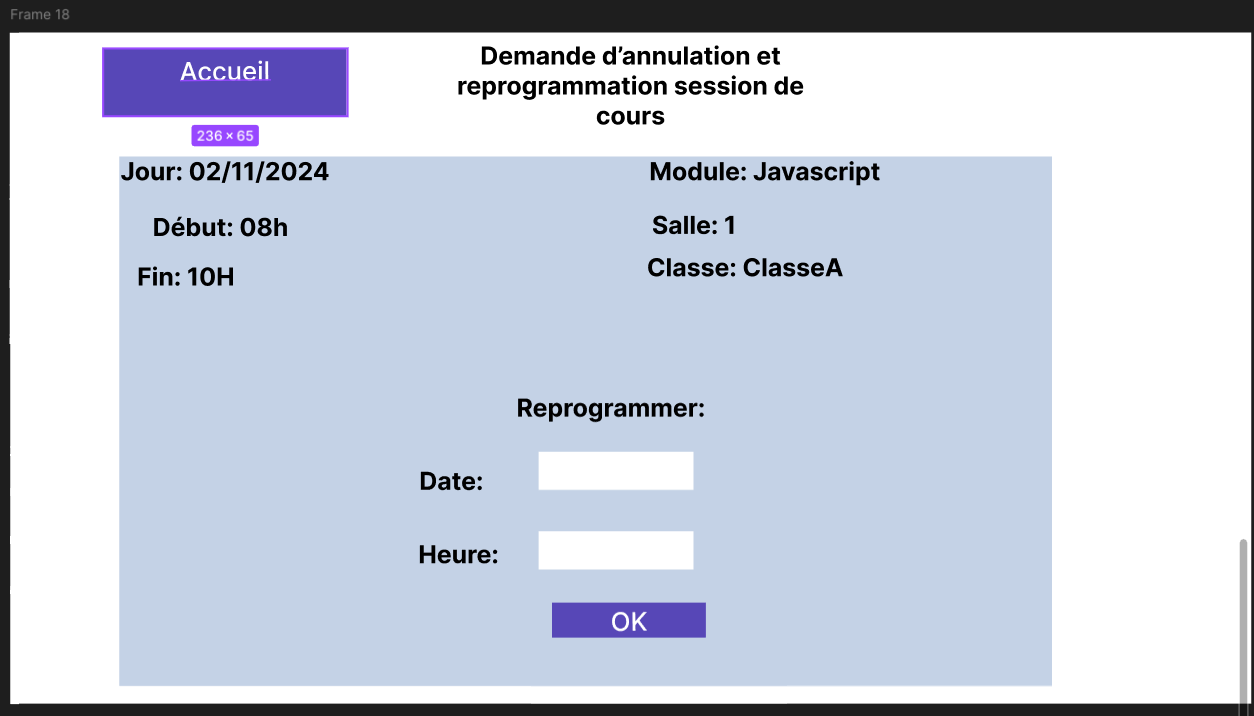 Frame 18
Accueil
236 × 65
Demande d’annulation et
reprogrammation session de
cours
Jour: 02/11/2024
Module: Javascript
Début: 08h
Salle: 1
Fin: 10H
Classe: ClasseA
Reprogrammer:
Date:
Heure:
OK